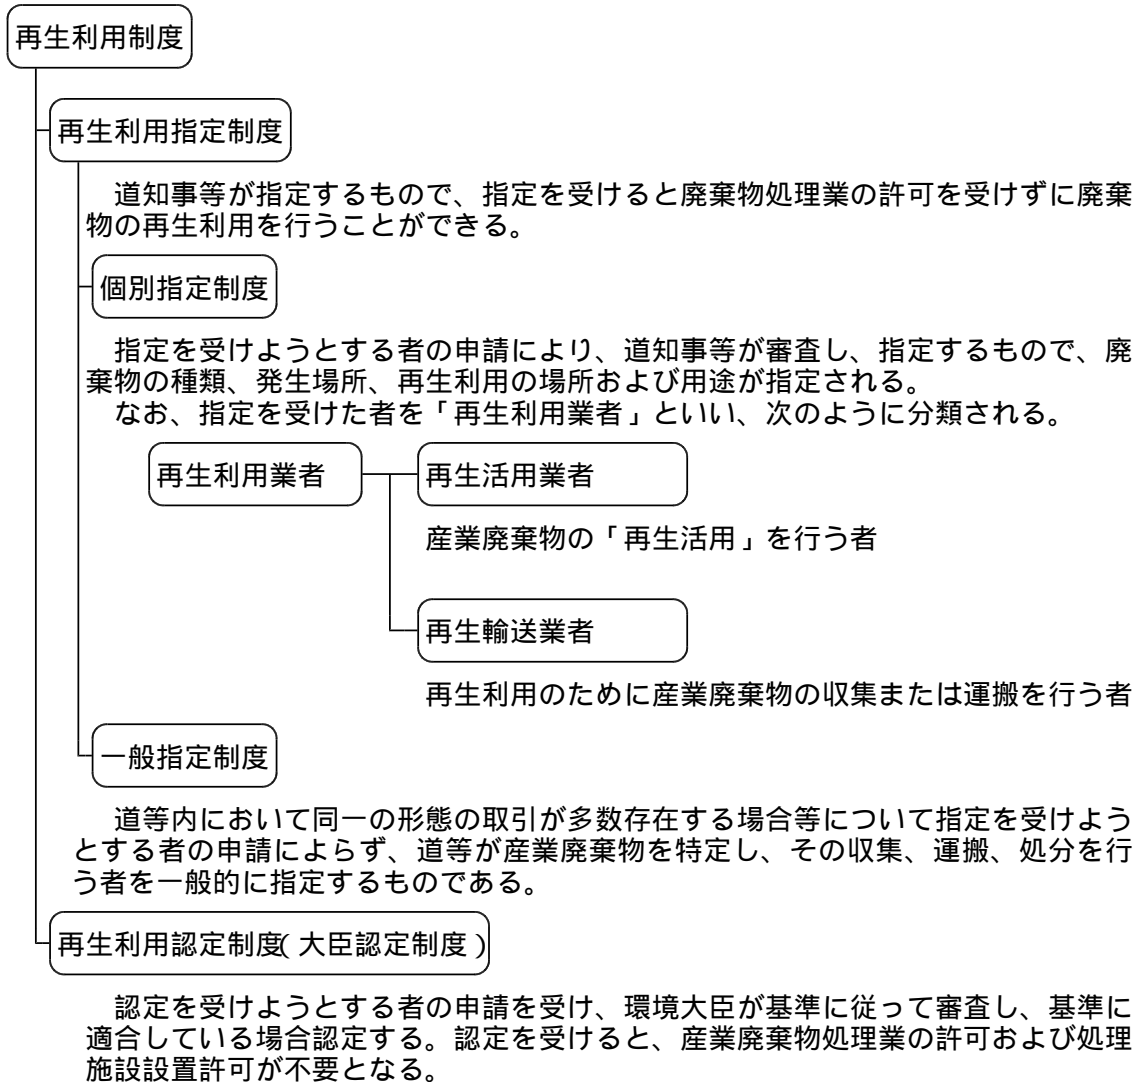 再生利用制度
再生利用指定制度
道知事等が指定するもので、指定を受けると廃棄物処理業の許可を受けずに廃棄
物の再生利用を行うことができる。
個別指定制度
指定を受けようとする者の申請により、道知事等が審査し、指定するもので、廃
棄物の種類、発生場所、再生利用の場所および用途が指定される。
なお、指定を受けた者を「再生利用業者」といい、次のように分類される。
再生利用業者 再生活用業者
産業廃棄物の「再生活用」を行う者
再生輸送業者
再生利用のために産業廃棄物の収集または運搬を行う者
一般指定制度
道等内において同一の形態の取引が多数存在する場合等について指定を受けよう
とする者の申請によらず、道等が産業廃棄物を特定し、その収集、運搬、処分を行
う者を一般的に指定するものである。
再生利用認定制度(大臣認定制度)
認定を受けようとする者の申請を受け、環境大臣が基準に従って審査し、基準に
適合している場合認定する。認定を受けると、産業廃棄物処理業の許可および処理
施設設置許可が不要となる。